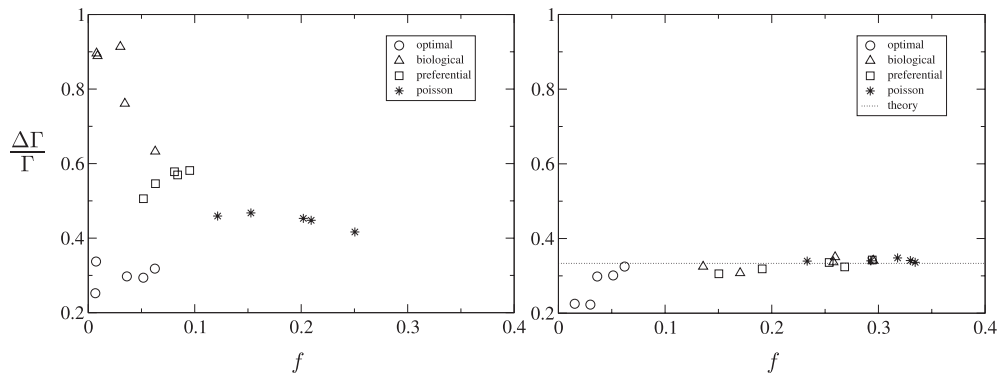 1
0.8
0.6
0.4
0.2
0
0.1
0.2
0.3
0.4
ΔΓ
Γ
f
optimal
biological
preferential
poisson
1
0.8
0.6
0.4
0.2
0
0.1
0.2
0.3
0.4
f
optimal
biological
preferential
poisson
theory